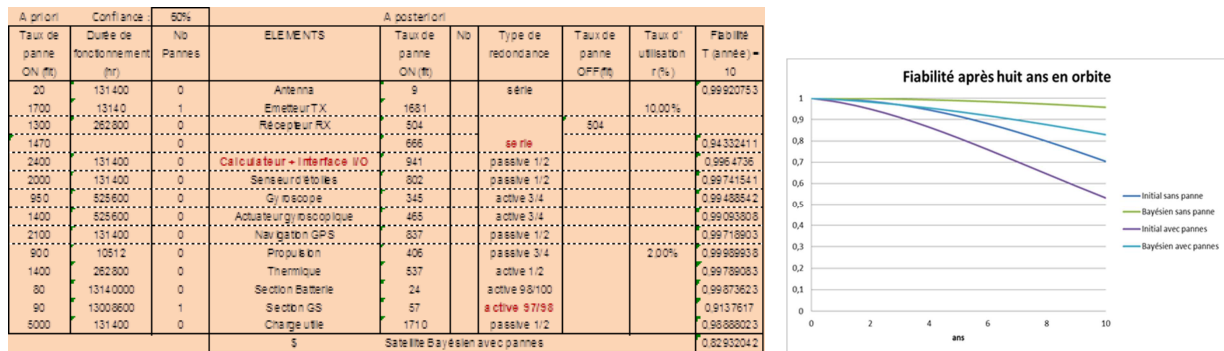 A priori Confiance : 60% A posteriori
Taux de Durée de Nb ELEMENTS Taux de Nb Type de Taux de Taux d' Fiabilité
panne fonctionnement Pannes panne redondance panne utilisation T (année) =
ON (fit) (hr) ON (fit) OFF(fit) r (%) 10
20 131400 0 Antenna 9 série 0,99920753
1700 13140 1 Emetteur TX 1681 10,00%
1300 262800 0 Récepteur RX 504 504
1470 0 666 serie 0,94332411
2400 131400 0 Calculateur + Interface I/O 941 passive 1/2 0,9964736
2000 131400 0 Senseur d'étoiles 802 passive 1/2 0,99741541
950 525600 0 Gyroscope 345 active 3/4 0,99488542
1400 525600 0 Actuateur gyroscopique 465 active 3/4 0,99093808
2100 131400 0 Navigation GPS 837 passive 1/2 0,99718903
900 10512 0 Propulsion 406 passive 3/4 2,00% 0,99989938
1400 262800 0 Thermique 537 active 1/2 0,99789083
80 13140000 0 Section Batterie 24 active 98/100 0,99873623
90 13008600 1 Section GS 57 active 97/98 0,9137617
5000 131400 0 Charge utile 1710 passive 1/2 0,98888023
S Satellite Bayésien avec pannes 0,82932042
Fiabilité après huit ans en orbite
1
0,9
0,8
0,7
0,6
0,5
0,4
0,3
0,2
0,1
0
0 2 4 6 8 10
ans
Initial sans panne
Bayésien sans panne
Initial avec pannes
Bayésien avec pannes